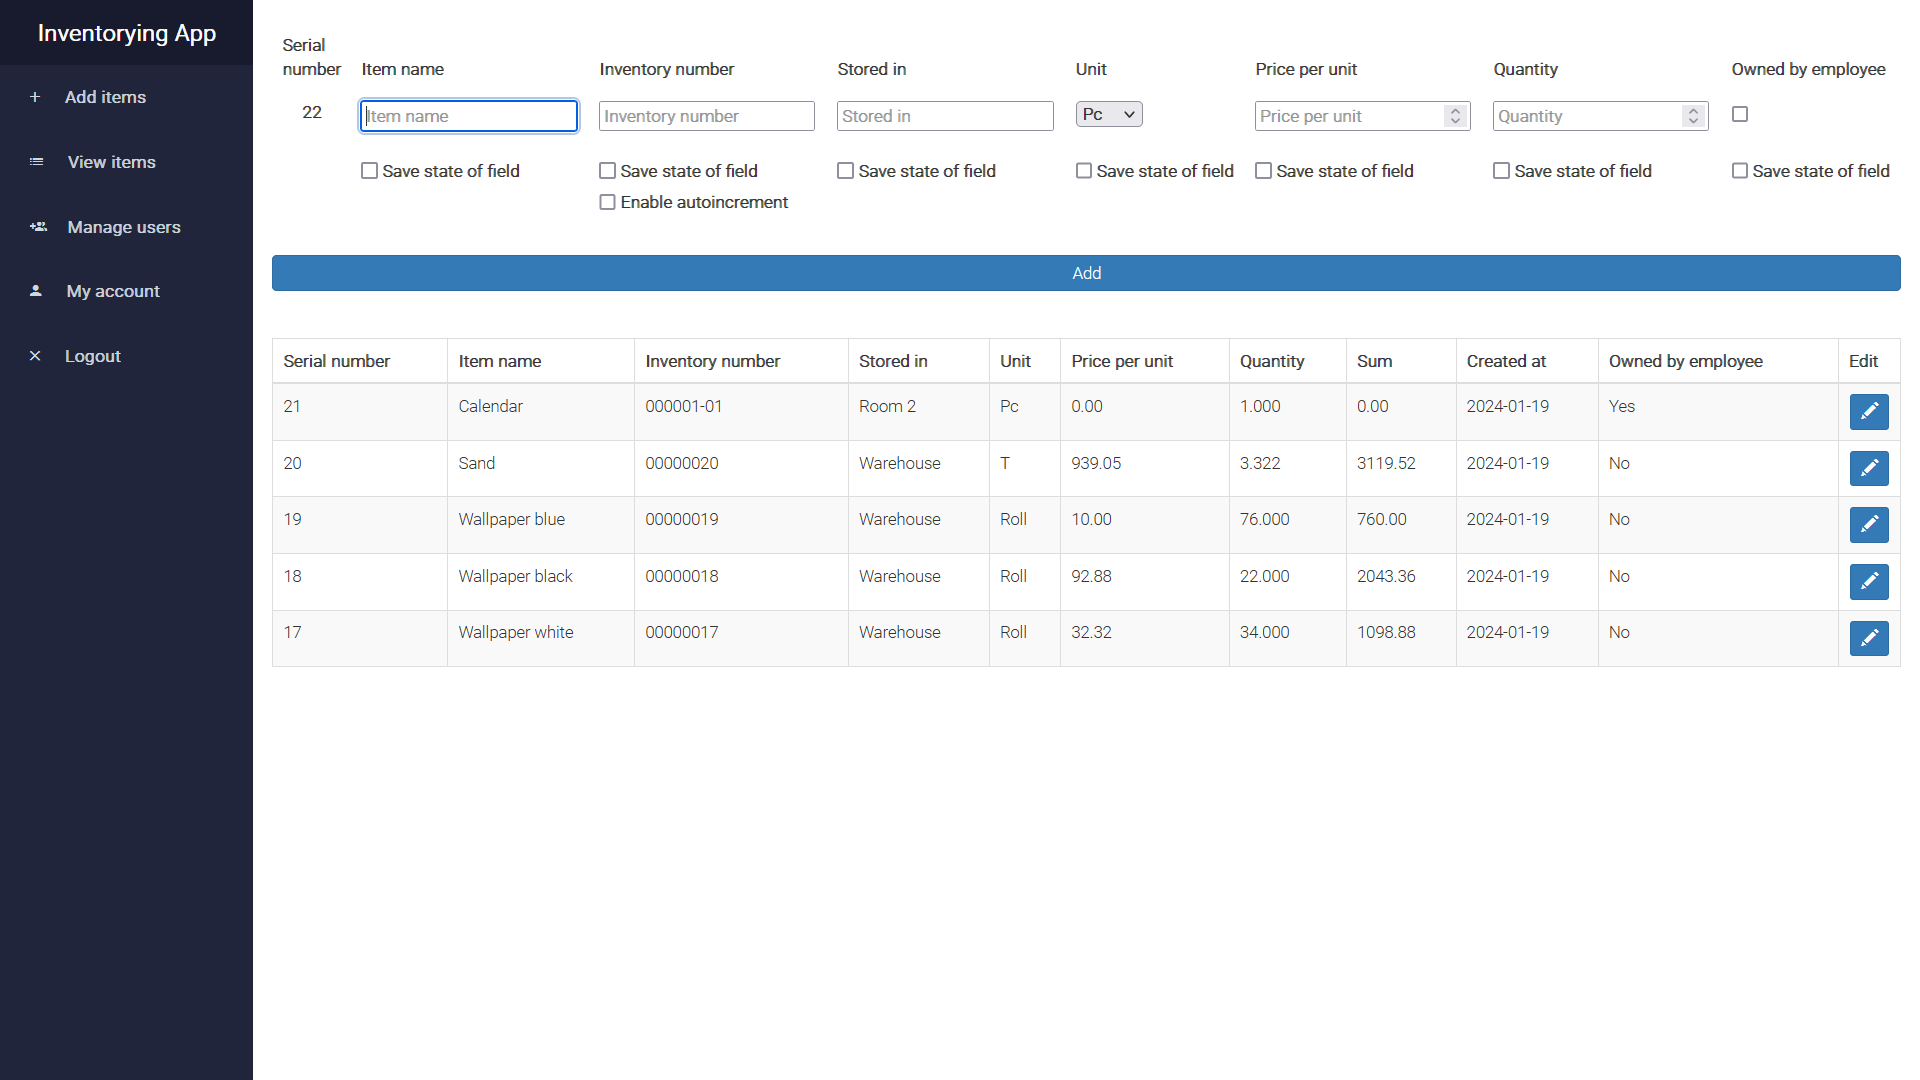 Inventorying App
Add items
View items
Manage users
My account
Logout
Serial number Item name Inventory number Stored in Unit Price per unit Quantity Owned by employee
22 Item name Inventory number Stored in Pc Price per unit Quantity
Save state of field Save state of field Save state of field Save state of field Save state of field Save state of field Save state of field
Enable autoincrement
Add
Serial number Item name Inventory number Stored in Unit Price per unit Quantity Sum Created at Owned by employee Edit
21 Calendar 000001-01 Room 2 Pc 0.00 1.000 0.00 2024-01-19 Yes
20 Sand 00000020 Warehouse T 939.05 3.322 3119.52 2024-01-19 No
19 Wallpaper blue 00000019 Warehouse Roll 10.00 76.000 760.00 2024-01-19 No
18 Wallpaper black 00000018 Warehouse Roll 92.88 22.000 2043.36 2024-01-19 No
17 Wallpaper white 00000017 Warehouse Roll 32.32 34.000 1098.88 2024-01-19 No